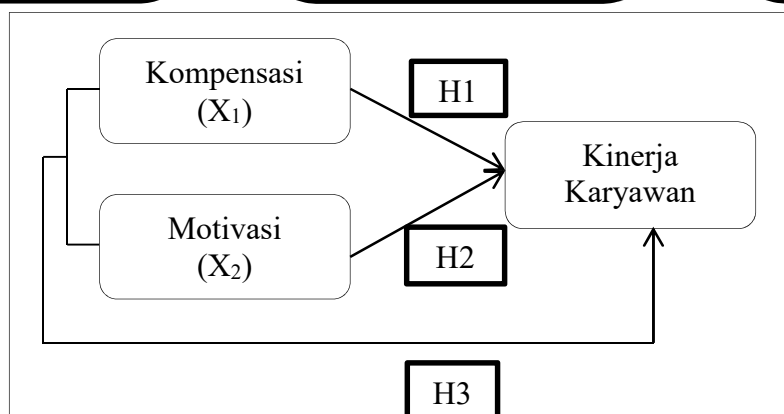 Kompensasi
(X₁)
H1
Kinerja
Karyawan
Motivasi
(X₂)
H2
H3